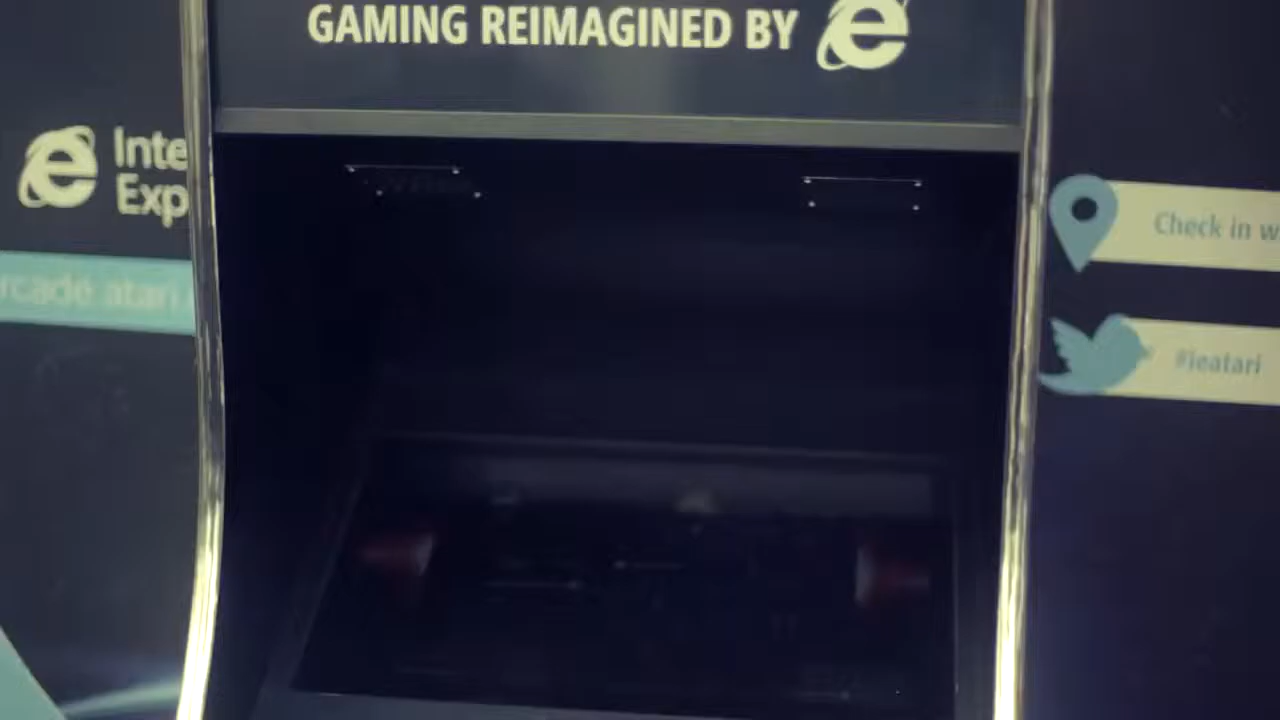 GAMING REIMAGINED BY
Inte
Exp
rcade atari
Check in w
#ieatari